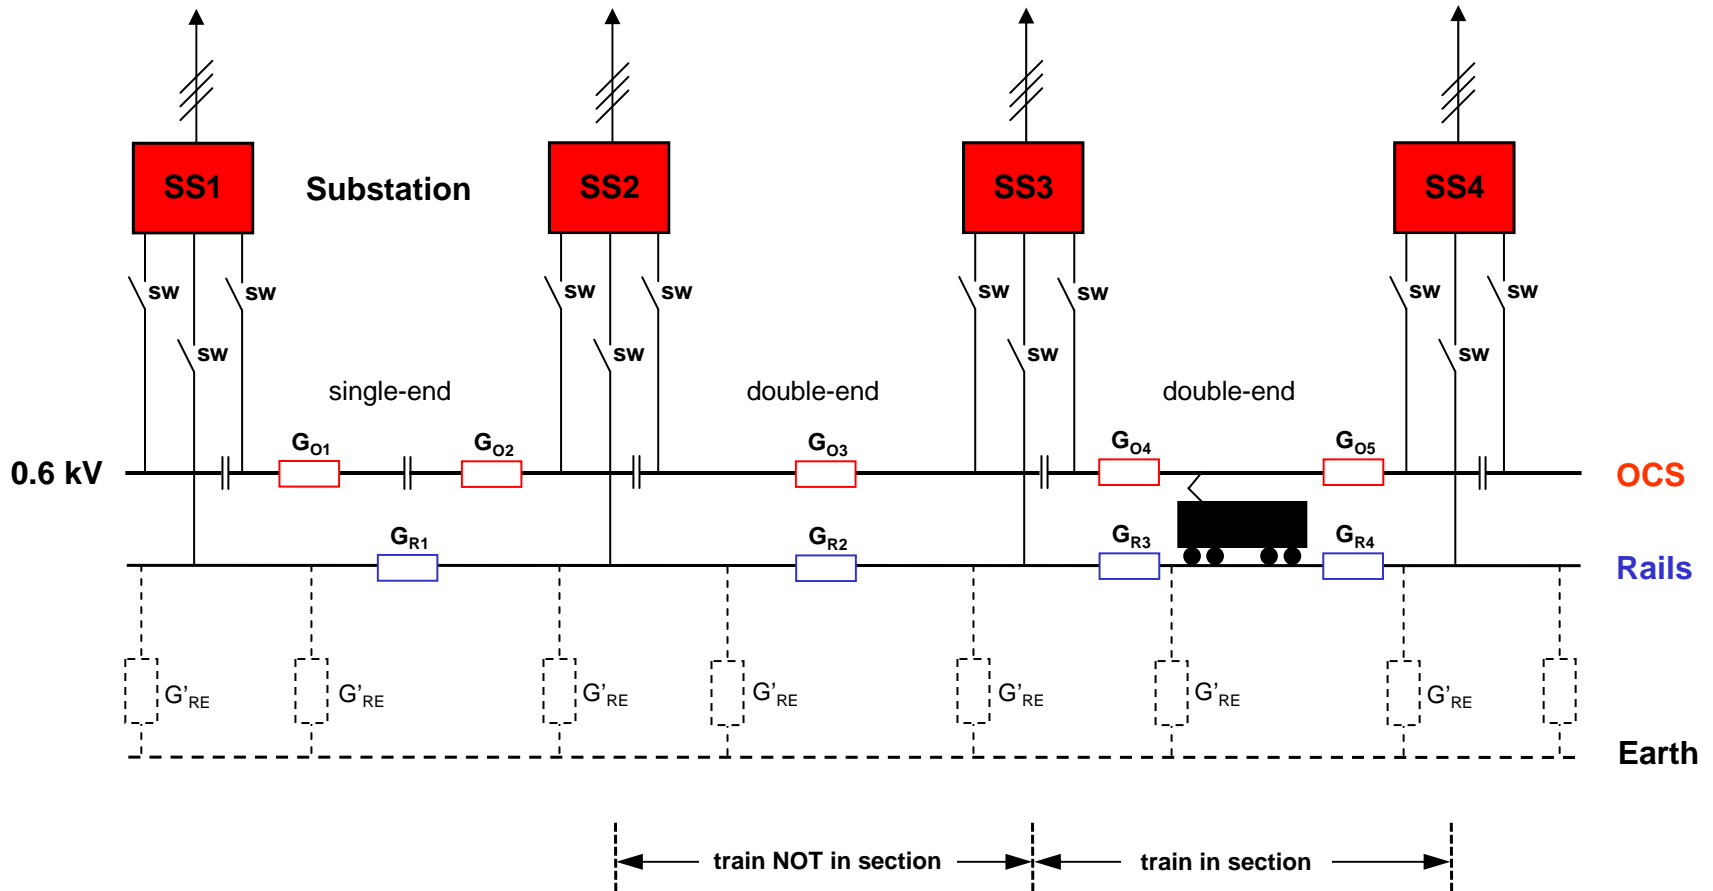 SS1 Substation SS2 SS3 SS4
sw sw sw sw sw sw sw sw
sw sw sw sw
single-end double-end double-end
0.6 kV GO1 GO2 GO3 GO4 GO5 OCS
GR1 GR2 GR3 GR4 Rails
G’RE G’RE G’RE G’RE G’RE G’RE G’RE
Earth
train NOT in section train in section